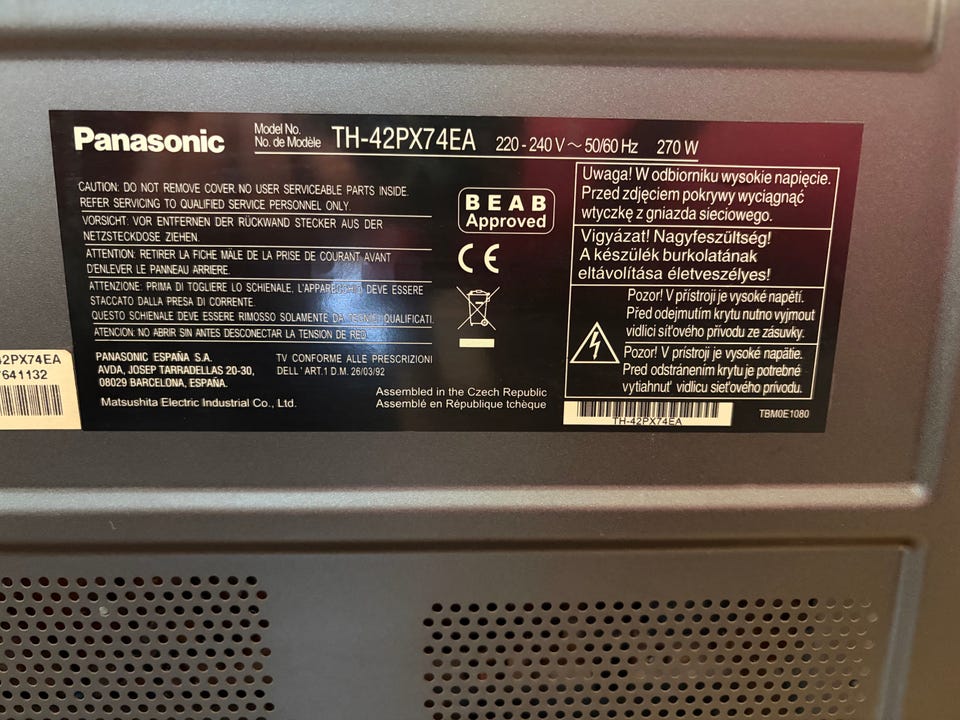 Panasonic
Model No.
No. de Modèle
TH-42PX74EA 220 - 240 V ~ 50/60 Hz 270 W
CAUTION: DO NOT REMOVE COVER. NO USER SERVICEABLE PARTS INSIDE.
REFER SERVICING TO QUALIFIED SERVICE PERSONNEL ONLY.
VORSICHT: VOR ENTFERNEN DER RÜCKWAND STECKER AUS DER
NETZSTECKDOSE ZIEHEN.
ATTENTION: RETIRER LA FICHE MÂLE DE LA PRISE DE COURANT AVANT
D'ENLEVER LE PANNEAU ARRIERE.
ATTENZIONE: PRIMA DI TOGLIERE LO SCHIENALE, L'APPARECCHIO DEVE ESSERE
STACCATO DALLA PRESA DI CORRENTE.
QUESTO SCHIENALE DEVE ESSERE RIMOSSO SOLAMENTE DA TECNICI QUALIFICATI.
ATENCION: NO ABRIR SIN ANTES DESCONECTAR LA TENSION DE RED.
PANASONIC ESPAÑA S.A.
AVDA, JOSEP TARRADELLAS 20-30,
08029 BARCELONA, ESPAÑA.
TV CONFORME ALLE PRESCRIZIONI
DELL' ART.1 D.M. 26/03/92
Matsushita Electric Industrial Co., Ltd.
Assembled in the Czech Republic
Assemblé en République tchèque
BEAB
Approved
CE
Uwaga! W odbiorniku wysokie napięcie.
Przed zdjęciem pokrywy wyciągnąć
wtyczkę z gniazda sieciowego.
Vigyázat! Nagyfeszültség!
A készülék burkolatának
eltávolítása életveszélyes!
Pozor! V přístroji je vysoké napětí.
Před odejmutím krytu nutno vyjmout
vidlici síťového přívodu ze zásuvky.
Pozor! V prístroji je vysoké napätie.
Pred odstránením krytu je potrebné
vytiahnuť vidlicu sieťového prívodu.
TH-42PX74EA
TBM0E1080
42PX74EA
641132